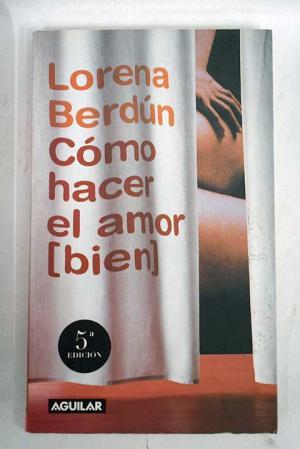 Lorena
Berdún
Cómo
hacer
el amor
[bien]
5ª
EDICIÓN
AGUILAR